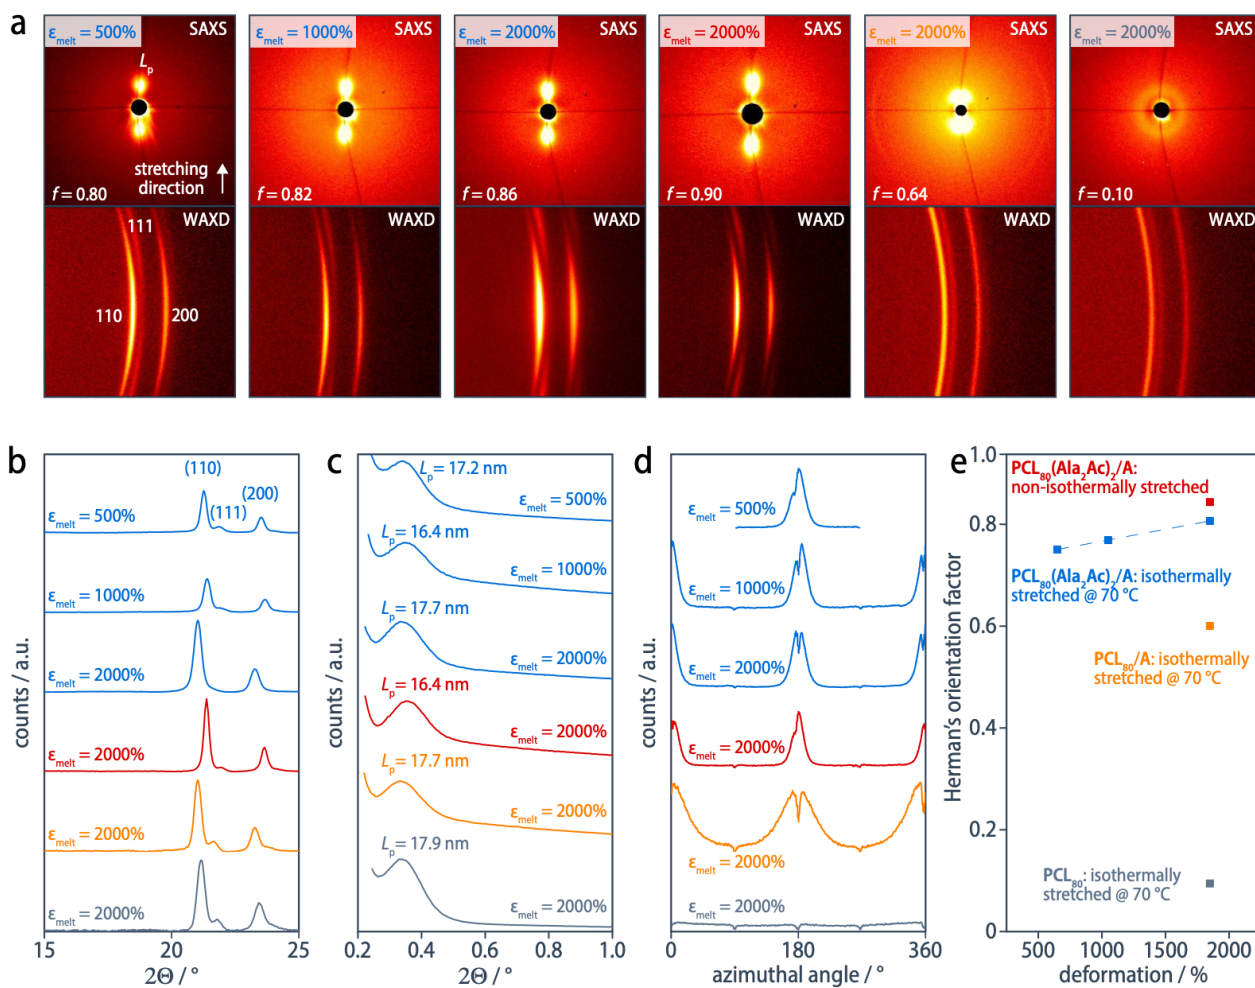 a
ε_melt = 500% SAXS
L_p
stretching
direction
f = 0.80
ε_melt = 1000% SAXS
f = 0.82
ε_melt = 2000% SAXS
f = 0.86
ε_melt = 2000% SAXS
f = 0.90
ε_melt = 2000% SAXS
f = 0.64
ε_melt = 2000% SAXS
f = 0.10
WAXD
111
110
200
WAXD
WAXD
WAXD
WAXD
WAXD
b
(110)
(200)
(111)
ε_melt = 500%
ε_melt = 1000%
ε_melt = 2000%
ε_melt = 2000%
ε_melt = 2000%
ε_melt = 2000%
counts / a.u.
15 20 25
2Θ / °
c
L_p = 17.2 nm
ε_melt = 500%
L_p = 16.4 nm
ε_melt = 1000%
L_p = 17.7 nm
ε_melt = 2000%
L_p = 16.4 nm
ε_melt = 2000%
L_p = 17.7 nm
ε_melt = 2000%
L_p = 17.9 nm
ε_melt = 2000%
counts / a.u.
0.2 0.4 0.6 0.8 1.0
2Θ / °
d
ε_melt = 500%
ε_melt = 1000%
ε_melt = 2000%
ε_melt = 2000%
ε_melt = 2000%
ε_melt = 2000%
counts / a.u.
0 180 360
azimuthal angle / °
e
1.0
0.8
0.6
0.4
0.2
0
Herman's orientation factor
PCL₈₀(Ala₂Ac)₂/A:
non-isothermally stretched
PCL₈₀(Ala₂Ac)₂/A: isothermally
stretched @ 70 °C
PCL₈₀/A: isothermally
stretched @ 70 °C
PCL₈₀: isothermally
stretched @ 70 °C
500 1000 1500 2000
deformation / %